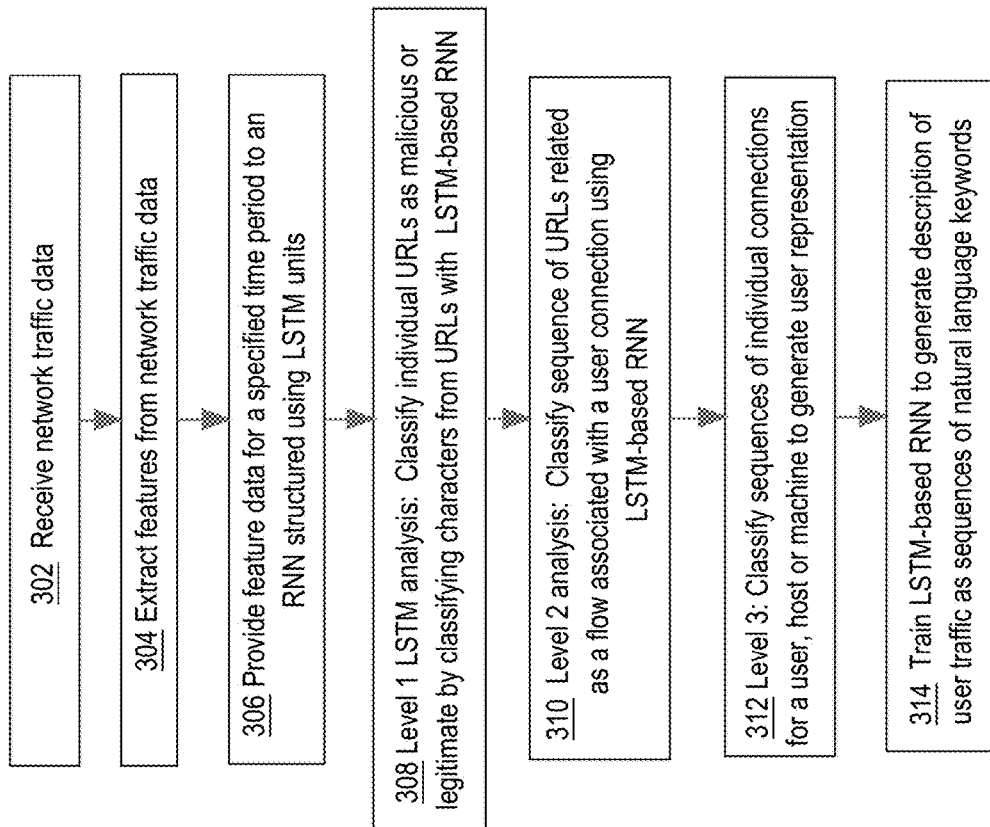 302 Receive network traffic data
304 Extract features from network traffic data
306 Provide feature data for a specified time period to an
RNN structured using LSTM units
308 Level 1 LSTM analysis: Classify individual URLs as malicious or
legitimate by classifying characters from URLs with LSTM-based RNN
310 Level 2 analysis: Classify sequence of URLs related
as a flow associated with a user connection using
LSTM-based RNN
312 Level 3: Classify sequences of individual connections
for a user, host or machine to generate user representation
314 Train LSTM-based RNN to generate description of
user traffic as sequences of natural language keywords